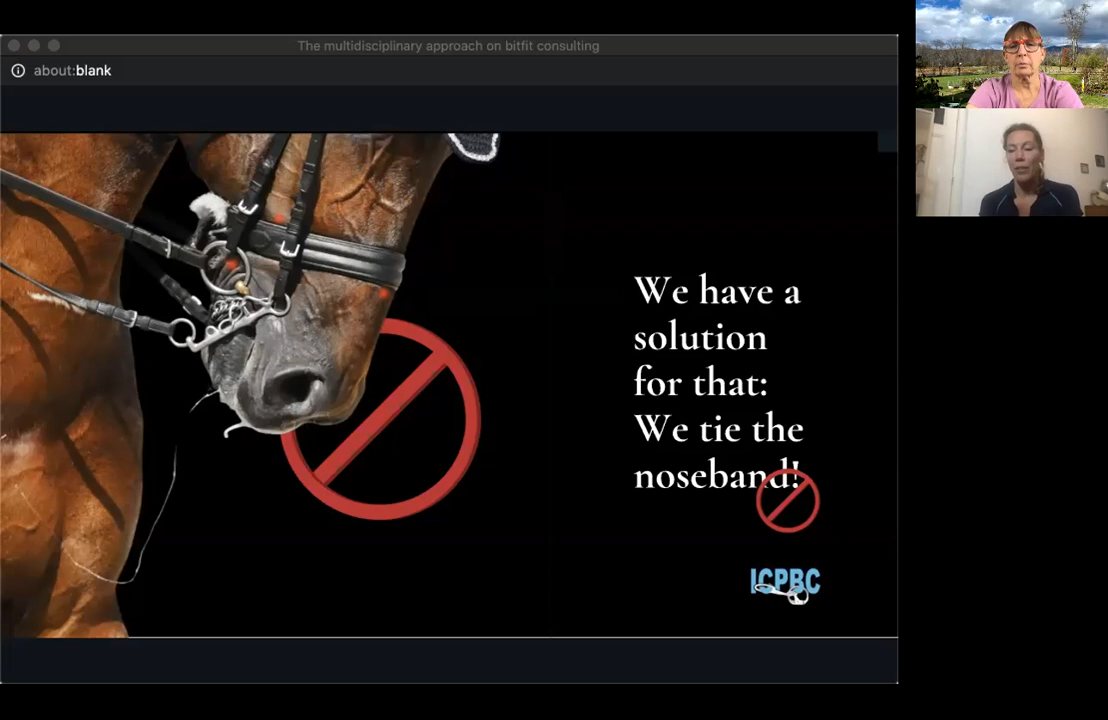 The multidisciplinary approach on bitfit consulting
about:blank
We have a
solution
for that:
We tie the
noseband!
ICPBC